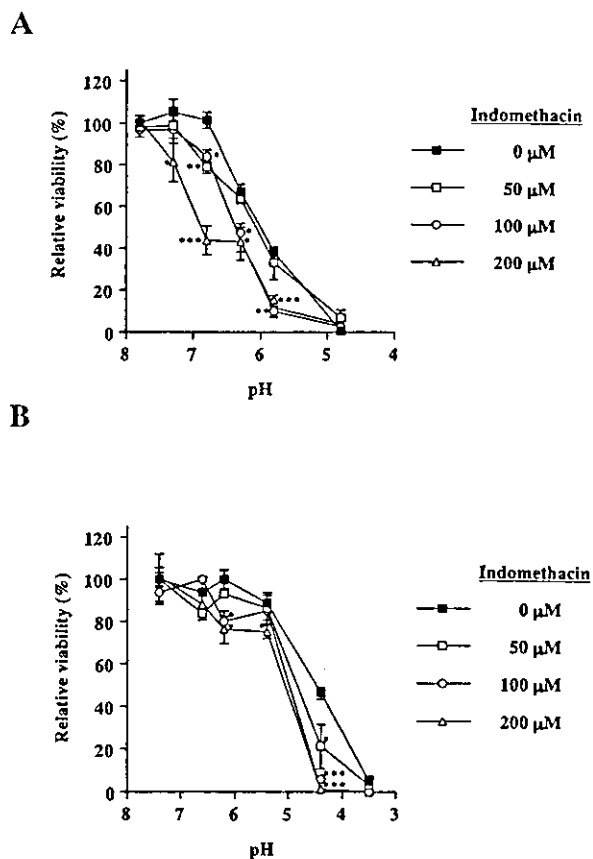 A
Relative viability (%)
120
100
80
60
40
20
0
8 7 6 5 4
pH
*
**
*
***
*
*
***
**
Indomethacin
0 μM
50 μM
100 μM
200 μM
B
Relative viability (%)
120
100
80
60
40
20
0
8 7 6 5 4 3
pH
*
*
*
*
***
***
Indomethacin
0 μM
50 μM
100 μM
200 μM